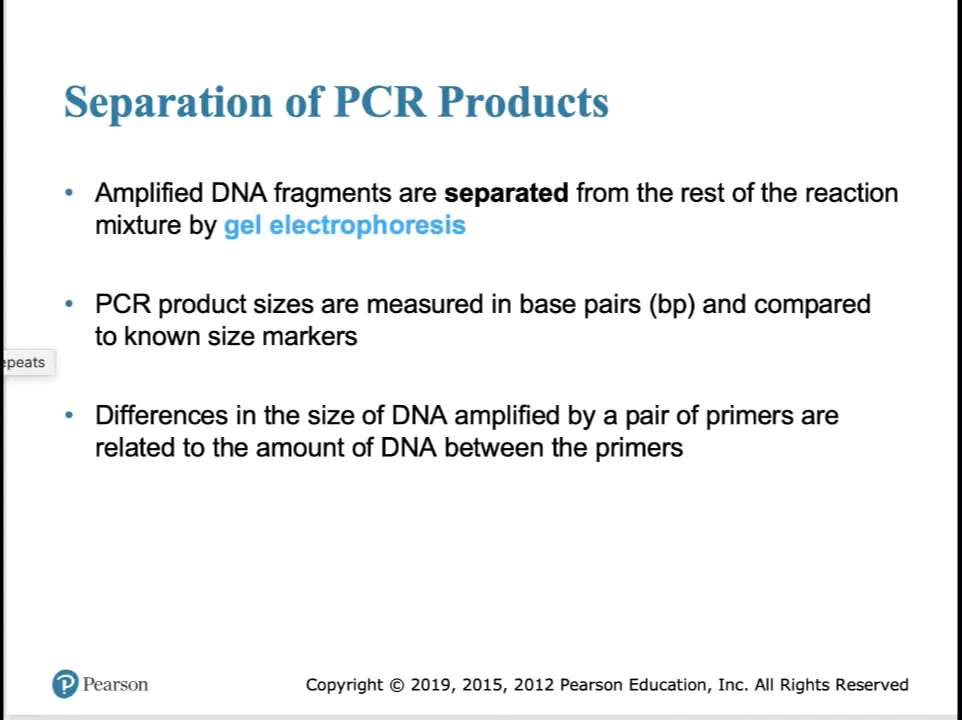 Separation of PCR Products
• Amplified DNA fragments are separated from the rest of the reaction
mixture by gel electrophoresis
• PCR product sizes are measured in base pairs (bp) and compared
to known size markers
epeats
• Differences in the size of DNA amplified by a pair of primers are
related to the amount of DNA between the primers
P Pearson
Copyright © 2019, 2015, 2012 Pearson Education, Inc. All Rights Reserved